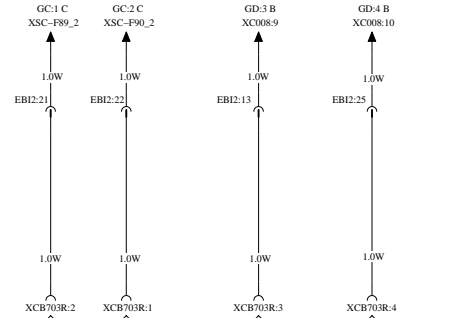 GC:1 C GC:2 C GD:3 B GD:4 B
XSC–F89_2 XSC–F90_2 XC008:9 XC008:10
1.0W 1.0W 1.0W 1.0W
EBI2:21 EBI2:22 EBI2:13 EBI2:25
1.0W 1.0W 1.0W 1.0W
XCB703R:2 XCB703R:1 XCB703R:3 XCB703R:4